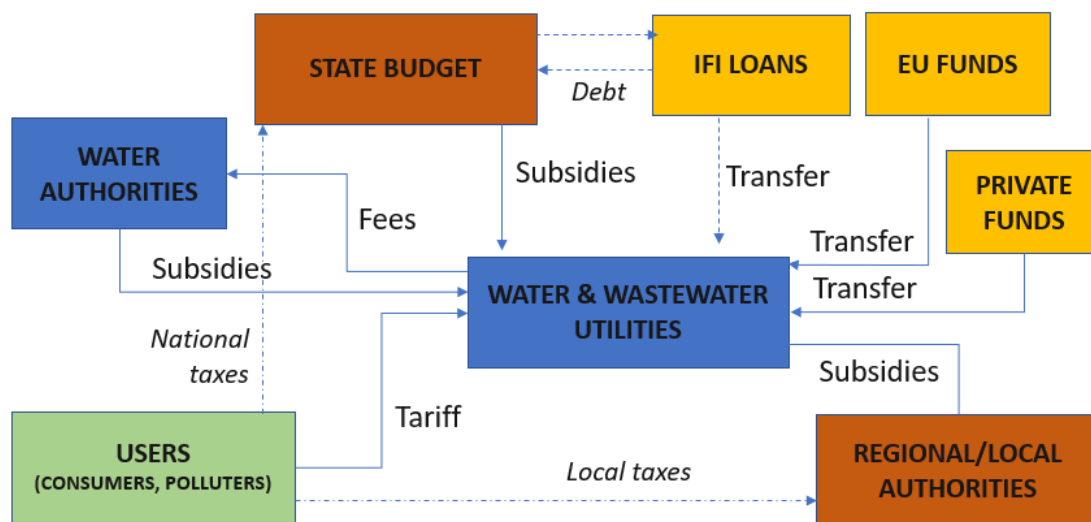 STATE BUDGET
IFI LOANS
EU FUNDS
Debt
WATER
AUTHORITIES
Subsidies
Transfer
PRIVATE
FUNDS
Fees
Transfer
Subsidies
WATER & WASTEWATER
UTILITIES
Transfer
National
taxes
Subsidies
Tariff
USERS
(CONSUMERS, POLLUTERS)
Local taxes
REGIONAL/LOCAL
AUTHORITIES